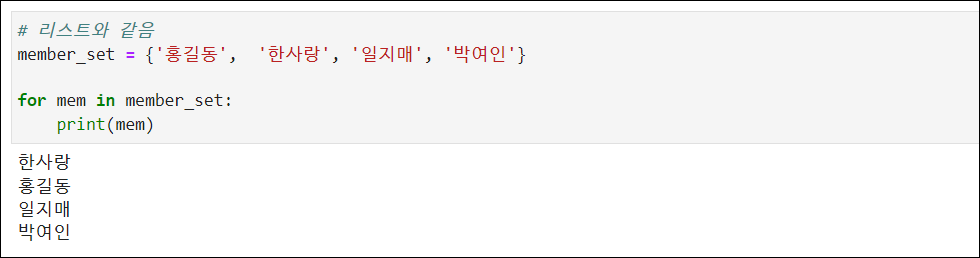 # 리스트와 같음
member_set = {'홍길동',  '한사랑', '일지매', '박여인'}
for mem in member_set:
    print(mem)
한사랑
홍길동
일지매
박여인